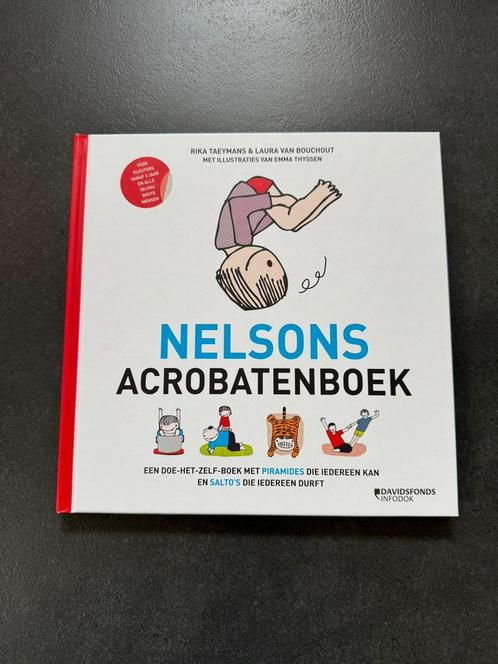 RIKA TAEYMANS & LAURA VAN BOUCHOUT
MET ILLUSTRATIES VAN EMMA THYSSEN
VOOR
KLEUTERS
VANAF 3 JAAR
EN ALLE
(BIJNA)
GROTE
MENSEN
NELSONS
ACROBATENBOEK
EEN DOE-HET-ZELF-BOEK MET PIRAMIDES DIE IEDEREEN KAN
EN SALTO'S DIE IEDEREEN DURFT
DAVIDSFONDS
INFODOK